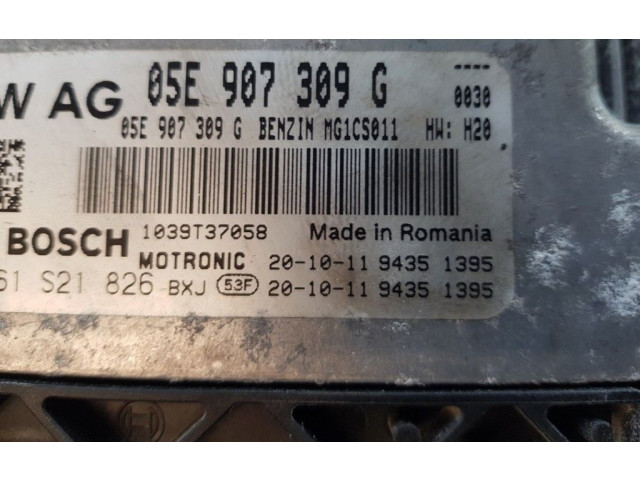 W AG 05E 907 309 G ----
0030
05E 907 309 G BENZIN MG1CS011 HW: H20
BOSCH 1039T37058 Made in Romania
MOTRONIC 20-10-11 9435 1395
61 S21 826 BXJ 53F 20-10-11 9435 1395